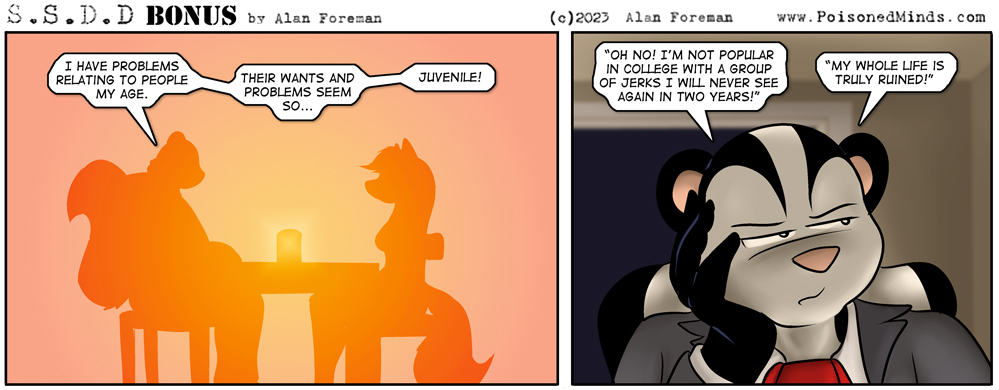 S.S.D.D BONUS by Alan Foreman (c)2023 Alan Foreman www.PoisonedMinds.com
I HAVE PROBLEMS
RELATING TO PEOPLE
MY AGE.
THEIR WANTS AND
PROBLEMS SEEM
SO...
JUVENILE!
"OH NO! I'M NOT POPULAR
IN COLLEGE WITH A GROUP
OF JERKS I WILL NEVER SEE
AGAIN IN TWO YEARS!"
"MY WHOLE LIFE IS
TRULY RUINED!"